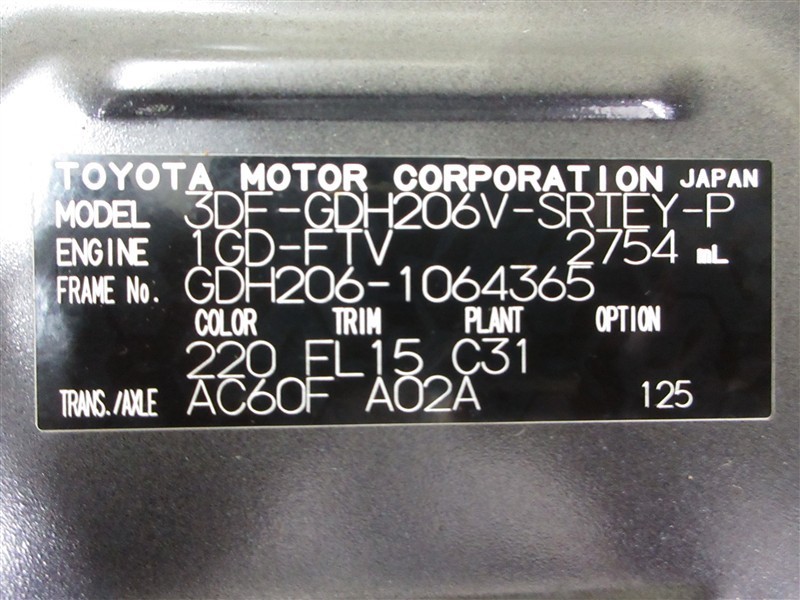 TOYOTA MOTOR CORPORATION JAPAN
MODEL 3DF-GDH206V-SRTEY-P
ENGINE 1GD-FTV 2754 mL
FRAME No. GDH206-1064365
COLOR TRIM PLANT OPTION
220 FL15 C31
TRANS./AXLE AC60F A02A 125